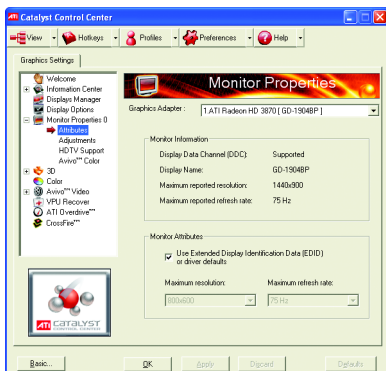 ATI Catalyst Control Center
View
Hotkeys
Profiles
Preferences
Help
Graphics Settings
Welcome
Information Center
Displays Manager
Display Options
Monitor Properties 0
Attributes
Adjustments
HDTV Support
Avivo™ Color
3D
Color
Avivo™ Video
VPU Recover
ATI Overdrive™
CrossFire™
ATI CATALYST
CONTROL CENTER
Monitor Properties
Graphics Adapter :
1.ATI Radeon HD 3870 [ GD-1904BP ]
Monitor Information
Display Data Channel (DDC): Supported
Display Name: GD-1904BP
Maximum reported resolution: 1440x900
Maximum reported refresh rate: 75 Hz
Monitor Attributes
Use Extended Display Identification Data (EDID)
or driver defaults
Maximum resolution: Maximum refresh rate:
800x600 75 Hz
Basic... OK Apply Discard Defaults